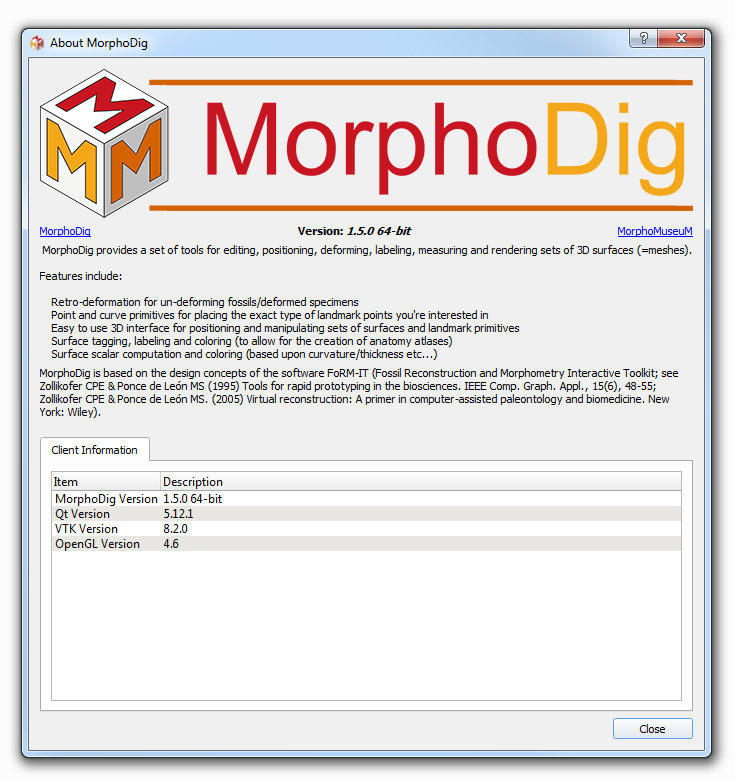 About MorphoDig
?
M
M M
MorphoDig
MorphoDig Version: 1.5.0 64-bit MorphoMuseuM
MorphoDig provides a set of tools for editing, positioning, deforming, labeling, measuring and rendering sets of 3D surfaces (=meshes).
Features include:
Retro-deformation for un-deforming fossils/deformed specimens
Point and curve primitives for placing the exact type of landmark points you're interested in
Easy to use 3D interface for positioning and manipulating sets of surfaces and landmark primitives
Surface tagging, labeling and coloring (to allow for the creation of anatomy atlases)
Surface scalar computation and coloring (based upon curvature/thickness etc...)
MorphoDig is based on the design concepts of the software FoRM-IT (Fossil Reconstruction and Morphometry Interactive Toolkit; see
Zollikofer CPE & Ponce de León MS (1995) Tools for rapid prototyping in the biosciences. IEEE Comp. Graph. Appl., 15(6), 48-55;
Zollikofer CPE & Ponce de León MS. (2005) Virtual reconstruction: A primer in computer-assisted paleontology and biomedicine. New
York: Wiley).
Client Information
Item Description
MorphoDig Version 1.5.0 64-bit
Qt Version 5.12.1
VTK Version 8.2.0
OpenGL Version 4.6
Close